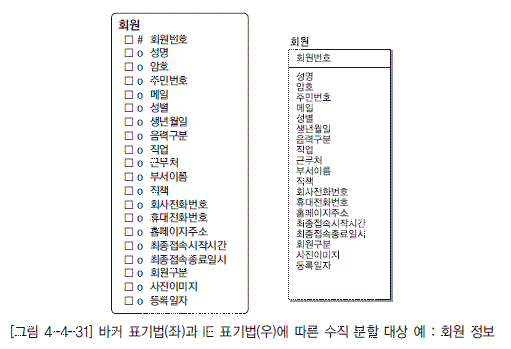 회원
□ # 회원번호
□ o 성명
□ o 암호
□ o 주민번호
□ o 메일
□ o 성별
□ o 생년월일
□ o 음력구분
□ o 직업
□ o 근무처
□ o 부서이름
□ o 직책
□ o 회사전화번호
□ o 휴대전화번호
□ o 홈페이지주소
□ o 최종접속시작시간
□ o 최종접속종료일시
□ o 회원구분
□ o 사진이미지
□ o 등록일자
회원
회원번호
성명
암호
주민번호
메일
성별
생년월일
음력구분
직업
근무처
부서이름
직책
회사전화번호
휴대전화번호
홈페이지주소
최종접속시작시간
최종접속종료일시
회원구분
사진이미지
등록일자
[그림 4-4-31] 바커 표기법(좌)과 IE 표기법(우)에 따른 수직 분할 대상 예 : 회원 정보